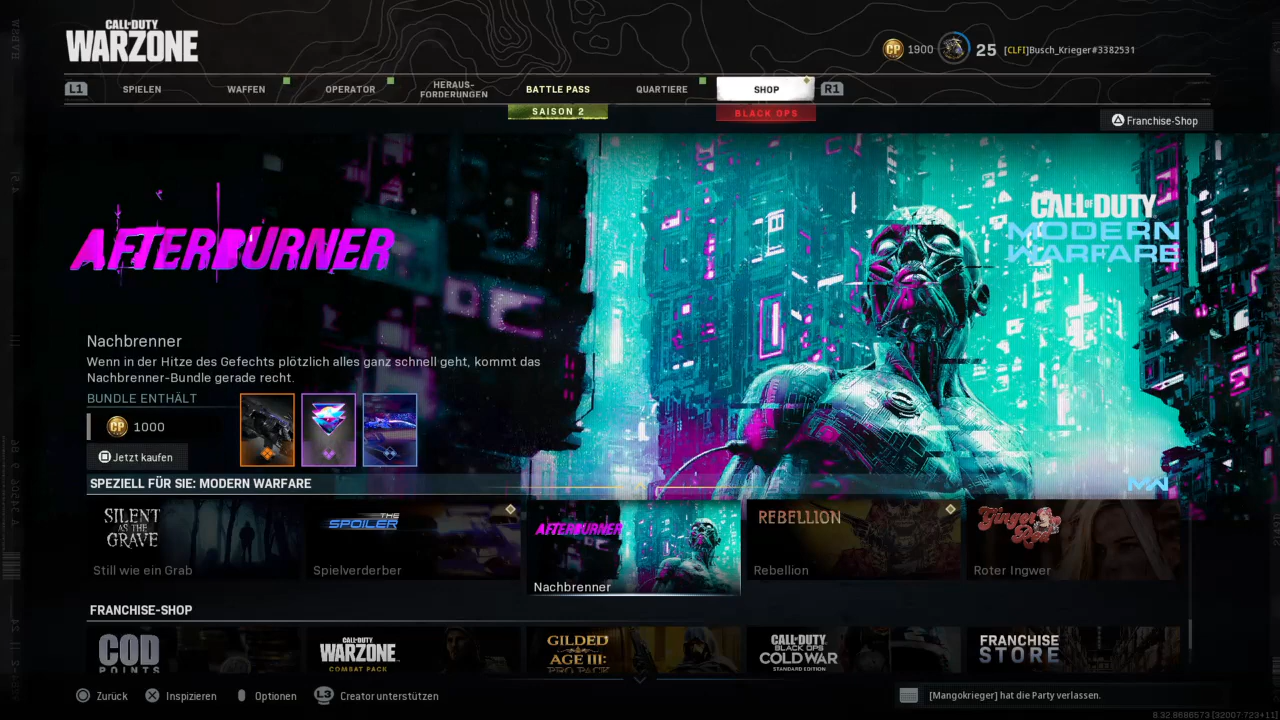 CALL OF DUTY
WARZONE
CP 1900
25
[CLFI]Busch_Krieger#3382531
L1
SPIELEN
WAFFEN
OPERATOR
HERAUS-
FORDERUNGEN
BATTLE PASS
QUARTIERE
SHOP
R1
SAISON 2
BLACK OPS
Franchise-Shop
AFTERBURNER
CALL OF DUTY
MODERN
WARFARE
Nachbrenner
Wenn in der Hitze des Gefechts plötzlich alles ganz schnell geht, kommt das
Nachbrenner-Bundle gerade recht.
BUNDLE ENTHÄLT
CP 1000
Jetzt kaufen
MW
SPEZIELL FÜR SIE: MODERN WARFARE
SILENT
AS THE
GRAVE
Still wie ein Grab
THE
SPOILER
Spielverderber
AFTERBURNER
Nachbrenner
REBELLION
Rebellion
Ginger
Red
Roter Ingwer
FRANCHISE-SHOP
COD
POINTS
CALL OF DUTY
WARZONE
COMBAT PACK
GILDED
AGE III:
PRO PACK
CALL OF DUTY
BLACK OPS
COLD WAR
STANDARD EDITION
FRANCHISE
STORE
Zurück
Inspizieren
Optionen
L3
Creator unterstützen
[Mangokrieger] hat die Party verlassen.